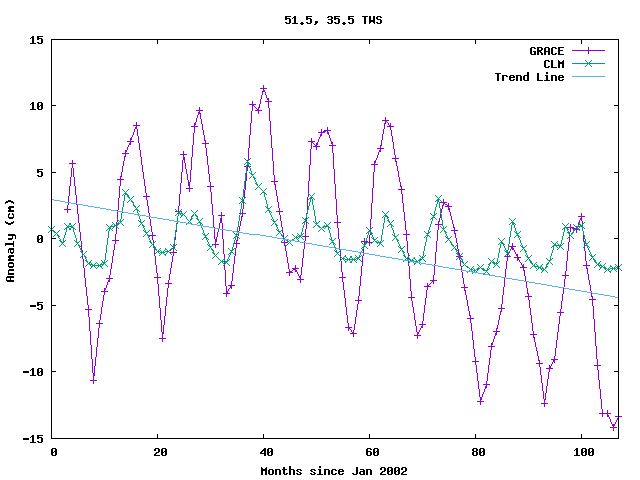 51.5, 35.5 TWS
GRACE
CLM
Trend Line
15
10
5
0
-5
-10
-15
Anomaly (cm)
0 20 40 60 80 100
Months since Jan 2002